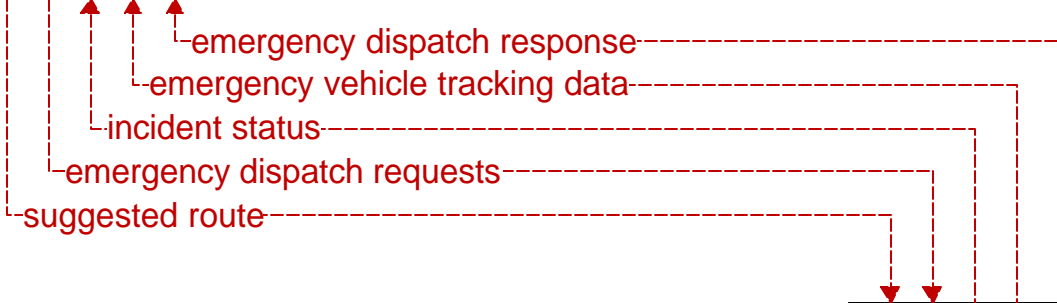 emergency dispatch response
emergency vehicle tracking data
incident status
emergency dispatch requests
suggested route